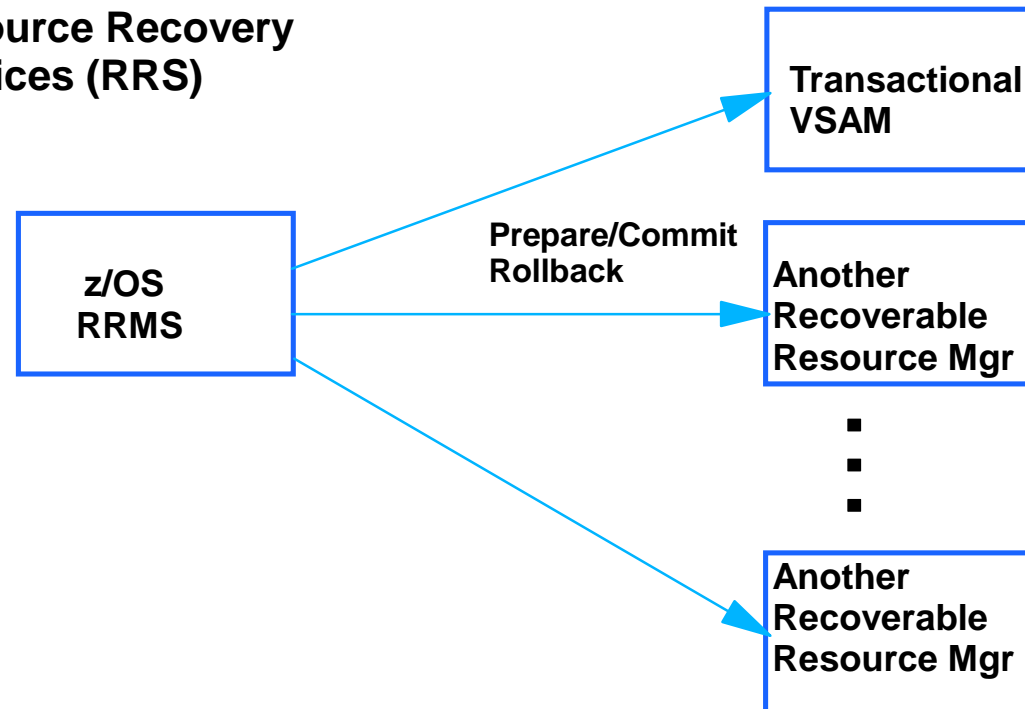 ource Recovery
ices (RRS)
Transactional
VSAM
z/OS
RRMS
Prepare/Commit
Rollback
Another
Recoverable
Resource Mgr
Another
Recoverable
Resource Mgr